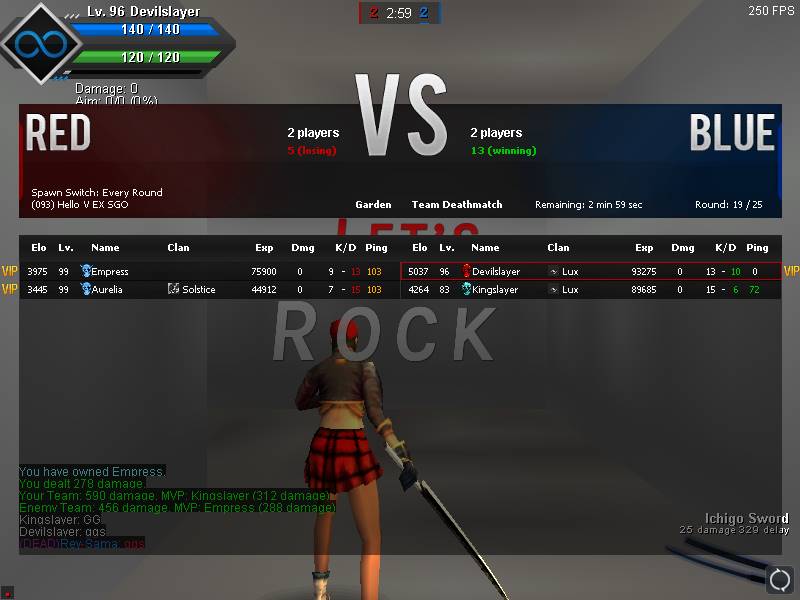 Lv. 96 Devilslayer
2 2:59 2
250 FPS
140 / 140
120 / 120
Damage: 0
Aim: 0/0 (0%)
VS
RED
BLUE
2 players
2 players
5 (losing)
13 (winning)
Spawn Switch: Every Round
(093) Hello V EX SGO
Garden Team Deathmatch Remaining: 2 min 59 sec Round: 19 / 25
LET'S
Elo Lv. Name Clan Exp Dmg K/D Ping Elo Lv. Name Clan Exp Dmg K/D Ping
VIP 3975 99 Empress 75900 0 9 - 13 103 5037 96 Devilslayer Lux 93275 0 13 - 10 0 VIP
VIP 3445 99 Aurelia Solstice 44912 0 7 - 15 103 4264 83 Kingslayer Lux 89685 0 15 - 6 72
ROCK
You have owned Empress.
You dealt 278 damage.
Your Team: 590 damage. MVP: Kingslayer (312 damage)
Enemy Team: 456 damage. MVP: Empress (288 damage)
Kingslayer: GG
Devilslayer: ggs
(DEAD)Rev-Sama: ggs
Ichigo Sword
25 damage 329 delay